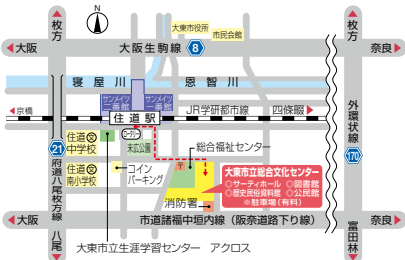 N
枚方
大東市役所
市民会館
枚方
大阪
大阪生駒線
8
奈良
寝屋川
恩智川
サンメイツ
一番館
サンメイツ
二番館
京橋
住道駅
JR学研都市線
四條畷
住道
中学校
文
ロータリー
末広公園
総合福祉センター
21
府道八尾枚方線
外環状線
170
住道
南小学校
文
コイン
パーキング
大東市立総合文化センター
◎サーティホール ◎図書館
◎歴史民俗資料館 ◎公民館
※駐車場(有料)
消防署
大阪
市道諸福中垣内線(阪奈道路下り線)
奈良
八尾
富田林
大東市立生涯学習センター アクロス